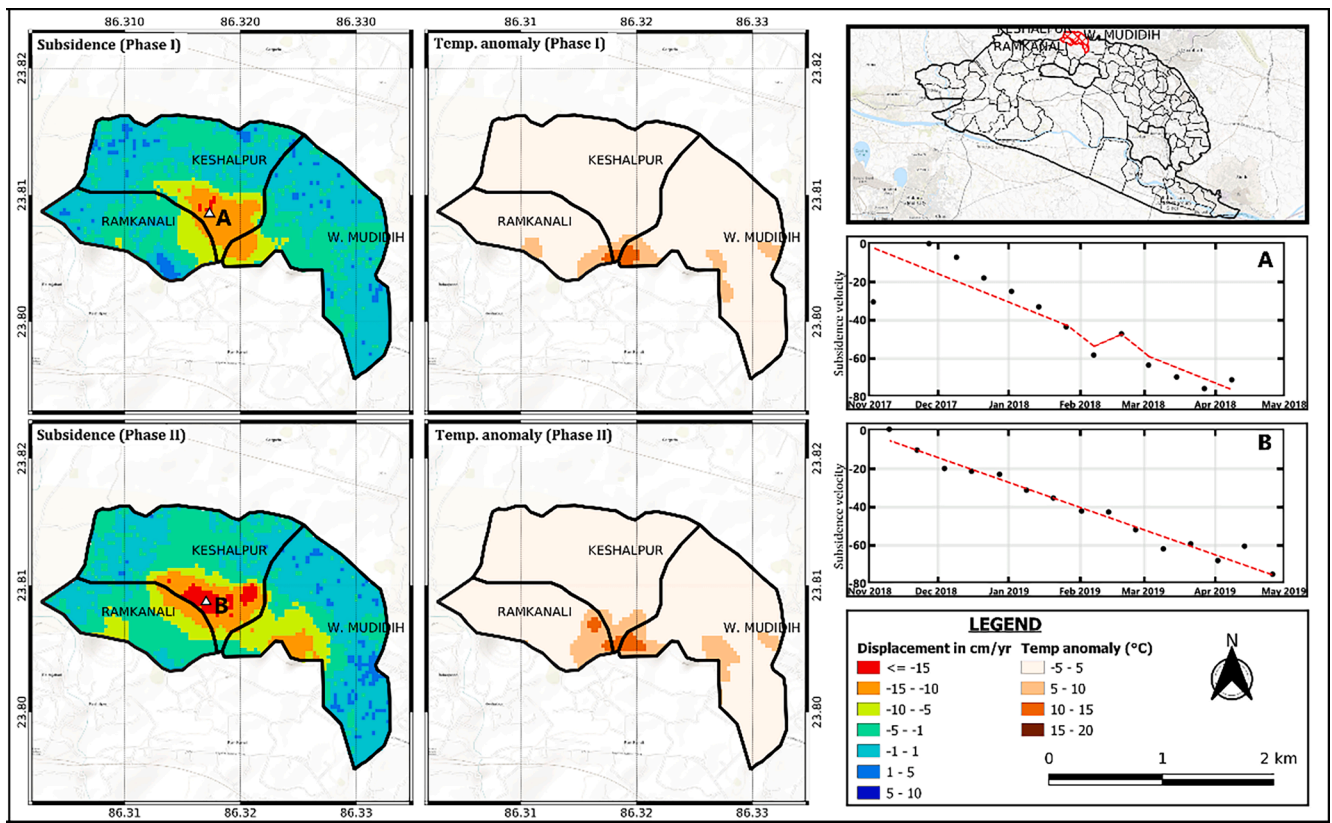 86.310 86.320 86.330 86.31 86.32 86.33
Subsidence (Phase I)
Temp. anomaly (Phase I)
23.82
23.81
23.80
KESHALPUR
RAMKANALI
W. MUDIDIH
A
KESHALPUR
RAMKANALI
W. MUDIDIH
KESHALPUR
W. MUDIDIH
RAMKANALI
A
Subsidence velocity
0
-20
-40
-60
-80
Nov 2017 Dec 2017 Jan 2018 Feb 2018 Mar 2018 Apr 2018 May 2018
Subsidence (Phase II)
Temp. anomaly (Phase II)
23.82
23.81
23.80
KESHALPUR
RAMKANALI
W. MUDIDIH
B
KESHALPUR
RAMKANALI
W. MUDIDIH
86.31 86.32 86.33 86.31 86.32 86.33
B
Subsidence velocity
0
-20
-40
-60
-80
Nov 2018 Dec 2018 Jan 2019 Feb 2019 Mar 2019 Apr 2019 May 2019
LEGEND
Displacement in cm/yr
<= -15
-15 - -10
-10 - -5
-5 - -1
-1 - 1
1 - 5
5 - 10
Temp anomaly (°C)
-5 - 5
5 - 10
10 - 15
15 - 20
N
0 1 2 km